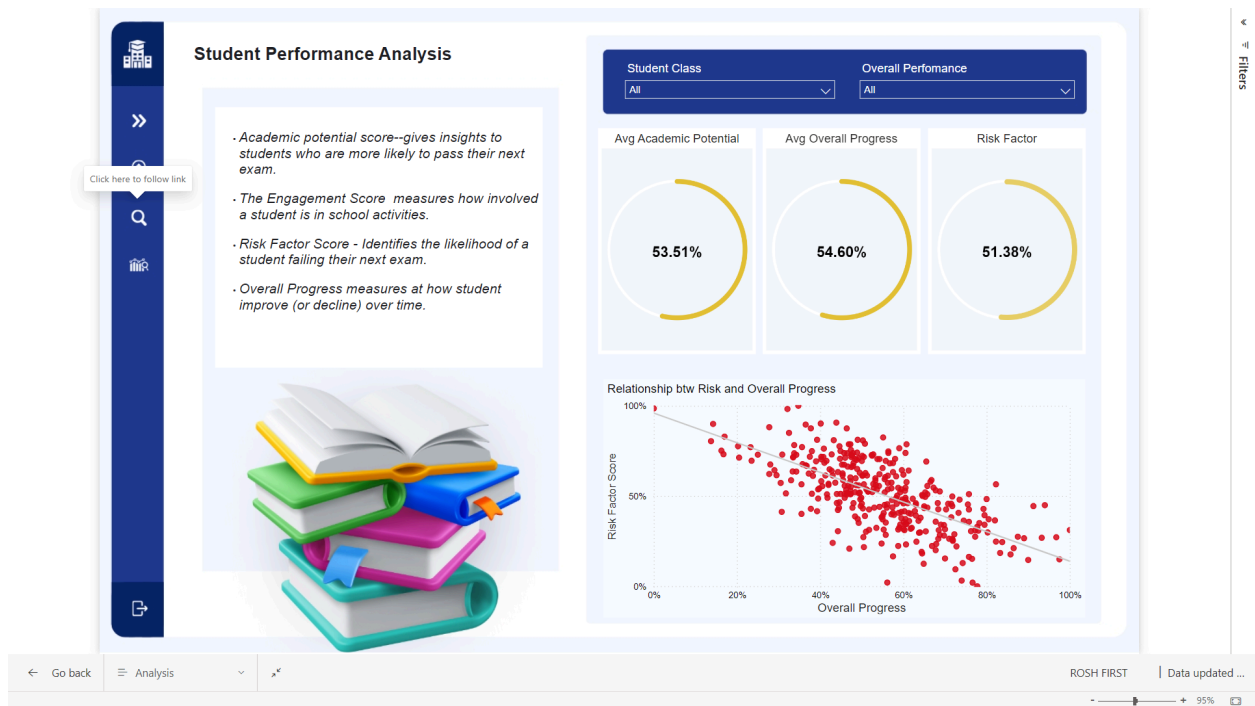 Student Performance Analysis
Student Class
Overall Perfomance
All
All
Filters
Click here to follow link
• Academic potential score--gives insights to
students who are more likely to pass their next
exam.
• The Engagement Score measures how involved
a student is in school activities.
• Risk Factor Score - Identifies the likelihood of a
student failing their next exam.
• Overall Progress measures at how student
improve (or decline) over time.
Avg Academic Potential
Avg Overall Progress
Risk Factor
53.51%
54.60%
51.38%
Relationship btw Risk and Overall Progress
100%
50%
0%
Risk Factor Score
0%
20%
40%
60%
80%
100%
Overall Progress
Go back
Analysis
ROSH FIRST
Data updated ...
- + 95%